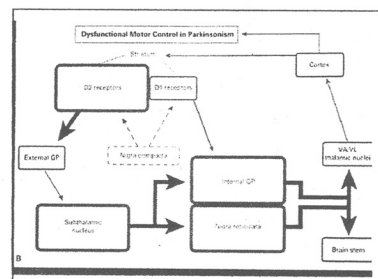 Dysfunctional Motor Control in Parkinsonism
Striatum
Cortex
D2 receptors
D1 receptors
External GP
Nigra compacta
VA/VL
thalamic nuclei
Internal GP
Subthalamic
nucleus
Nigra reticulata
B
Brain stem